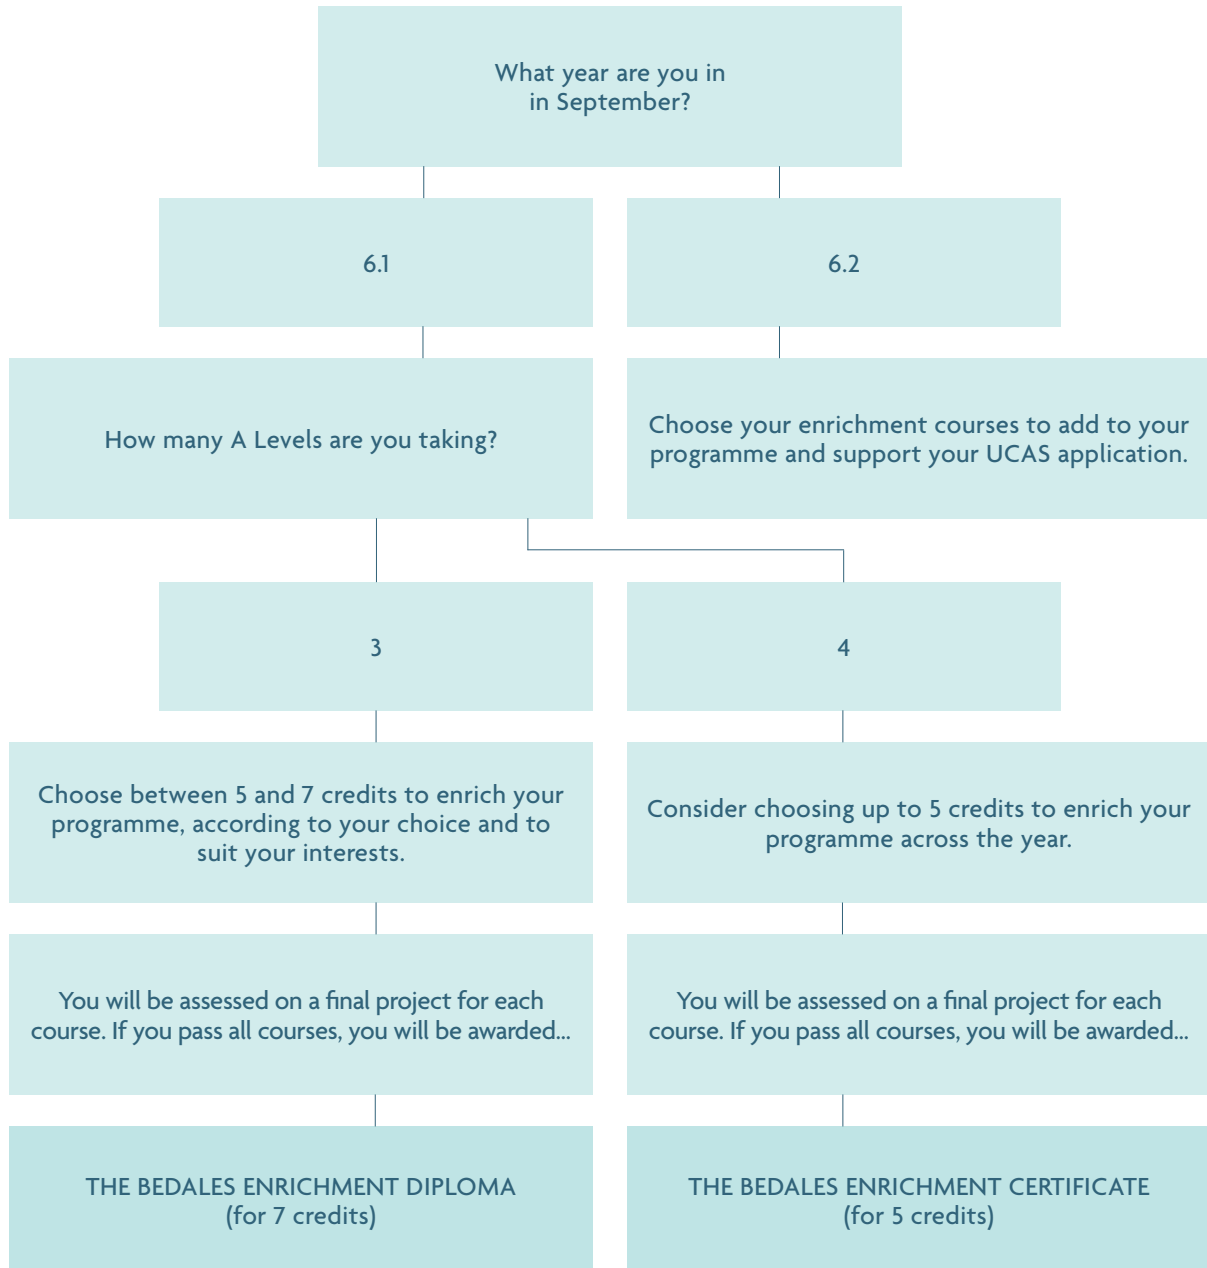 What year are you in
in September?
6.1
6.2
How many A Levels are you taking?
Choose your enrichment courses to add to your
programme and support your UCAS application.
3
4
Choose between 5 and 7 credits to enrich your
programme, according to your choice and to
suit your interests.
Consider choosing up to 5 credits to enrich your
programme across the year.
You will be assessed on a final project for each
course. If you pass all courses, you will be awarded...
You will be assessed on a final project for each
course. If you pass all courses, you will be awarded...
THE BEDALES ENRICHMENT DIPLOMA
(for 7 credits)
THE BEDALES ENRICHMENT CERTIFICATE
(for 5 credits)